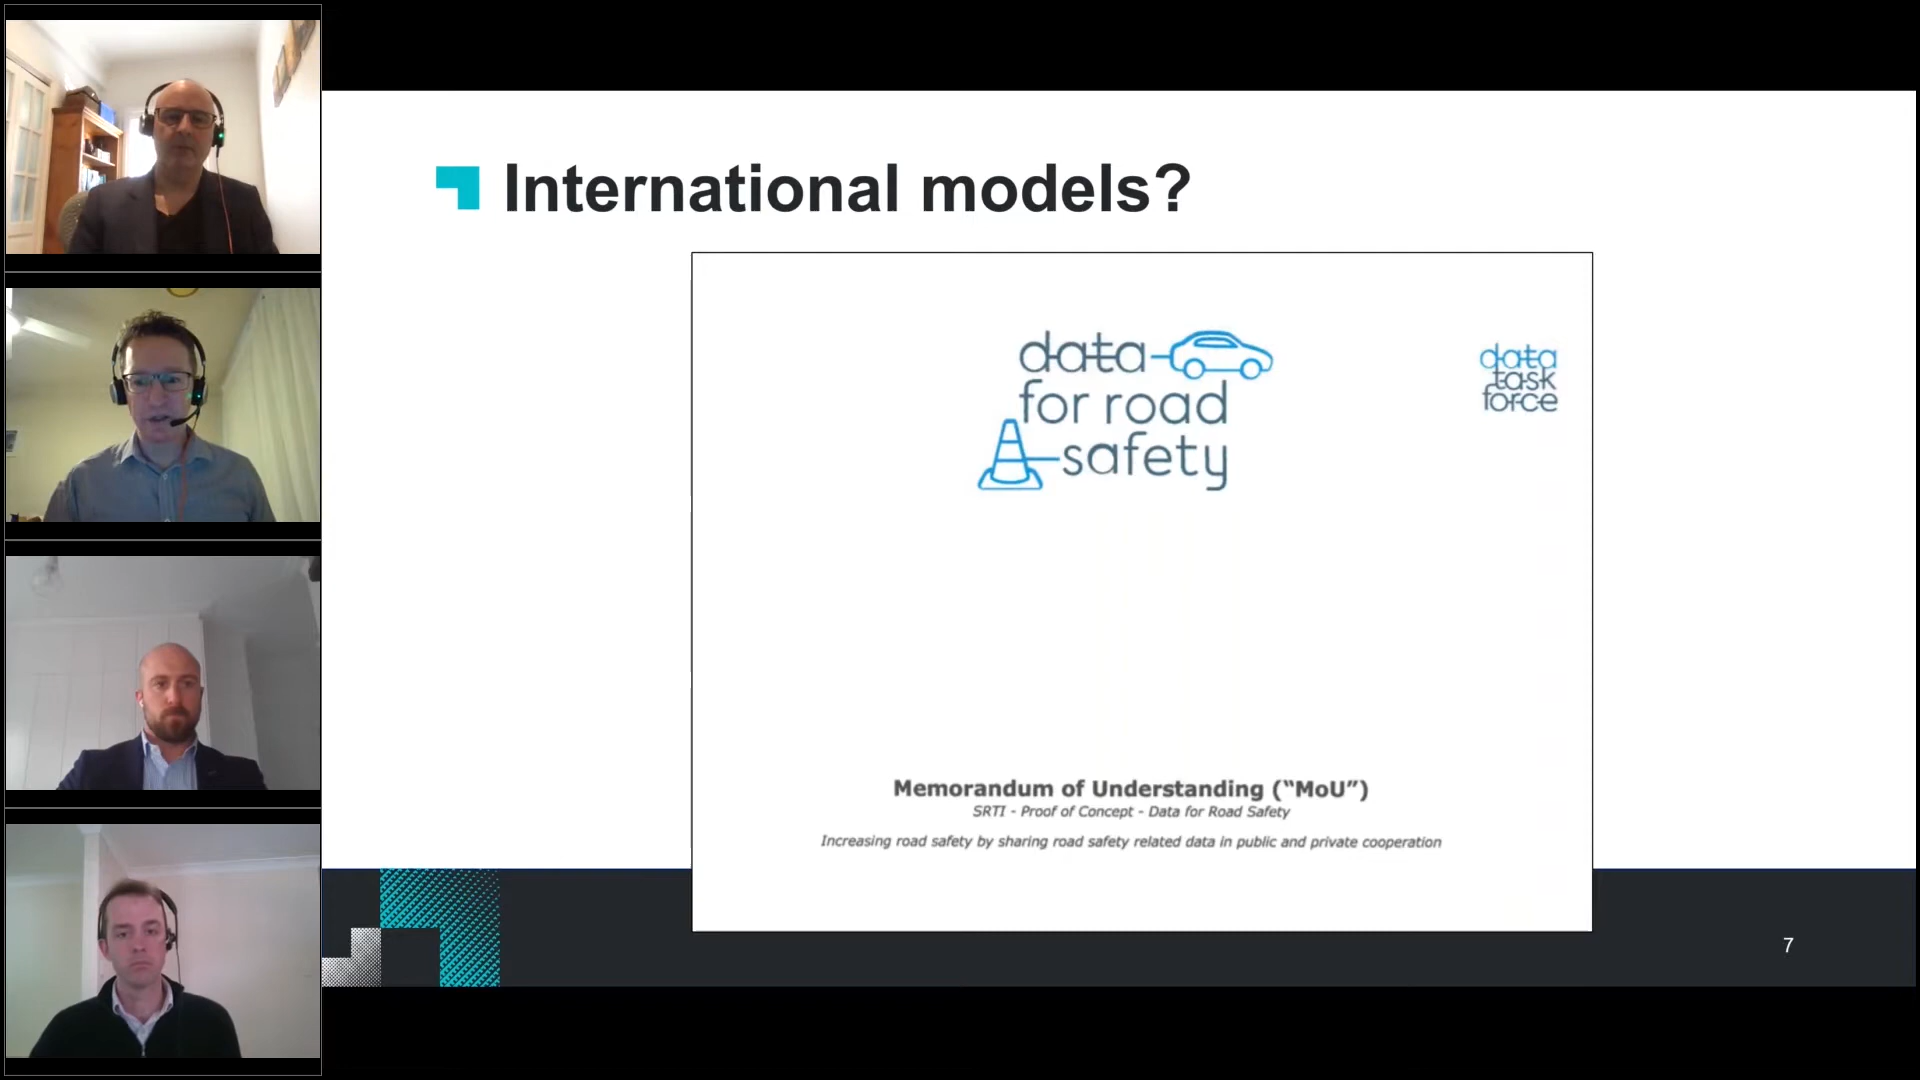 International models?
data
for road
safety
data
task
force
Memorandum of Understanding (“MoU”)
SRTI - Proof of Concept - Data for Road Safety
Increasing road safety by sharing road safety related data in public and private cooperation
7